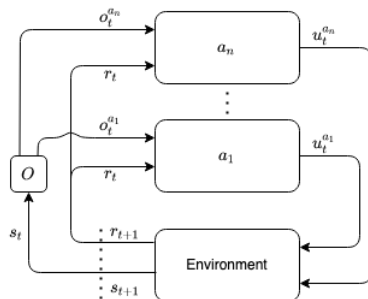 o_t^{a_n}
u_t^{a_n}
a_n
r_t
o_t^{a_1}
u_t^{a_1}
a_1
O
r_t
s_t
r_{t+1}
Environment
s_{t+1}